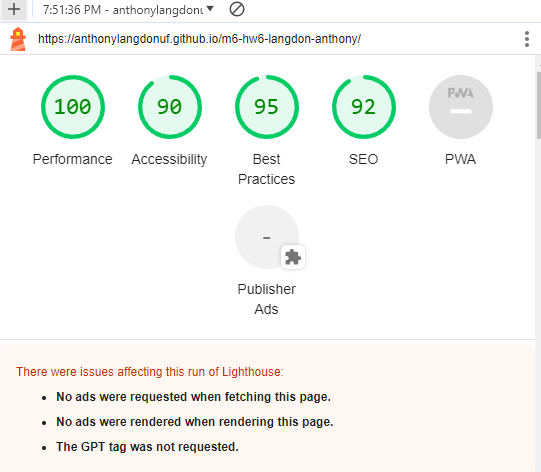 7:51:36 PM - anthonylangdonu
https://anthonylangdonuf.github.io/m6-hw6-langdon-anthony/
100 90 95 92 PWA
Performance Accessibility Best Practices SEO PWA
-
Publisher
Ads
There were issues affecting this run of Lighthouse:
• No ads were requested when fetching this page.
• No ads were rendered when rendering this page.
• The GPT tag was not requested.